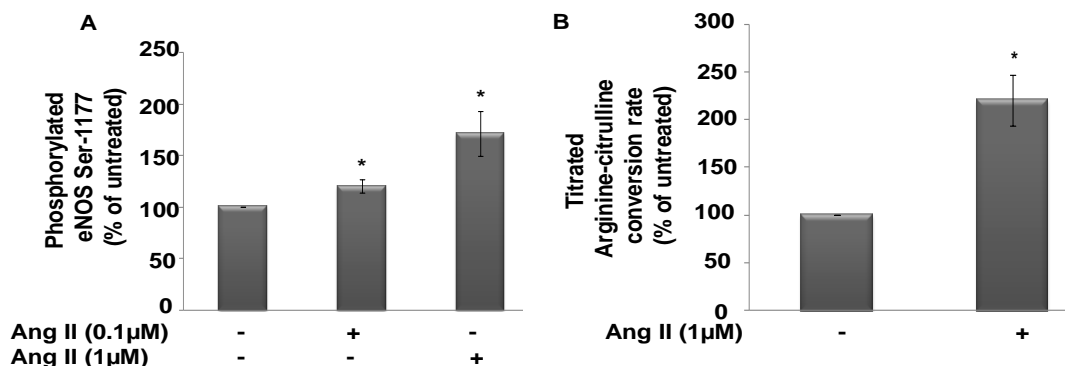 A
Phosphorylated
eNOS Ser-1177
(% of untreated)
250
200
150
100
50
0
*
*
Ang II (0.1µM) - + -
Ang II (1µM) - - +
B
Titrated
Arginine-citrulline
conversion rate
(% of untreated)
300
250
200
150
100
50
0
*
Ang II (1µM) - +